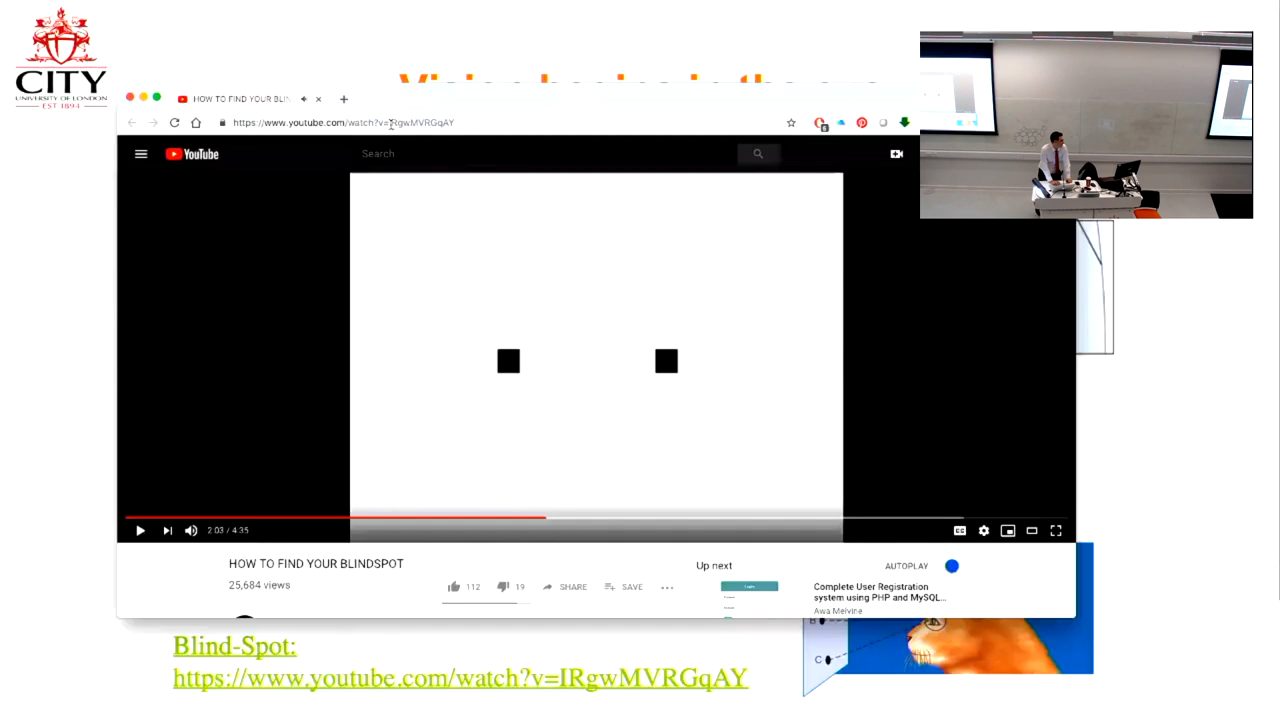 CITY
UNIVERSITY OF LONDON
EST 1894
HOW TO FIND YOUR BLIN
https://www.youtube.com/watch?v=IRgwMVRGqAY
YouTube
Search
2:03 / 4:35
CC
HOW TO FIND YOUR BLINDSPOT
25,684 views
112
19
SHARE
SAVE
Up next
AUTOPLAY
Complete User Registration
system using PHP and MySQL...
Awa Melvine
B
C
Blind-Spot:
https://www.youtube.com/watch?v=IRgwMVRGqAY